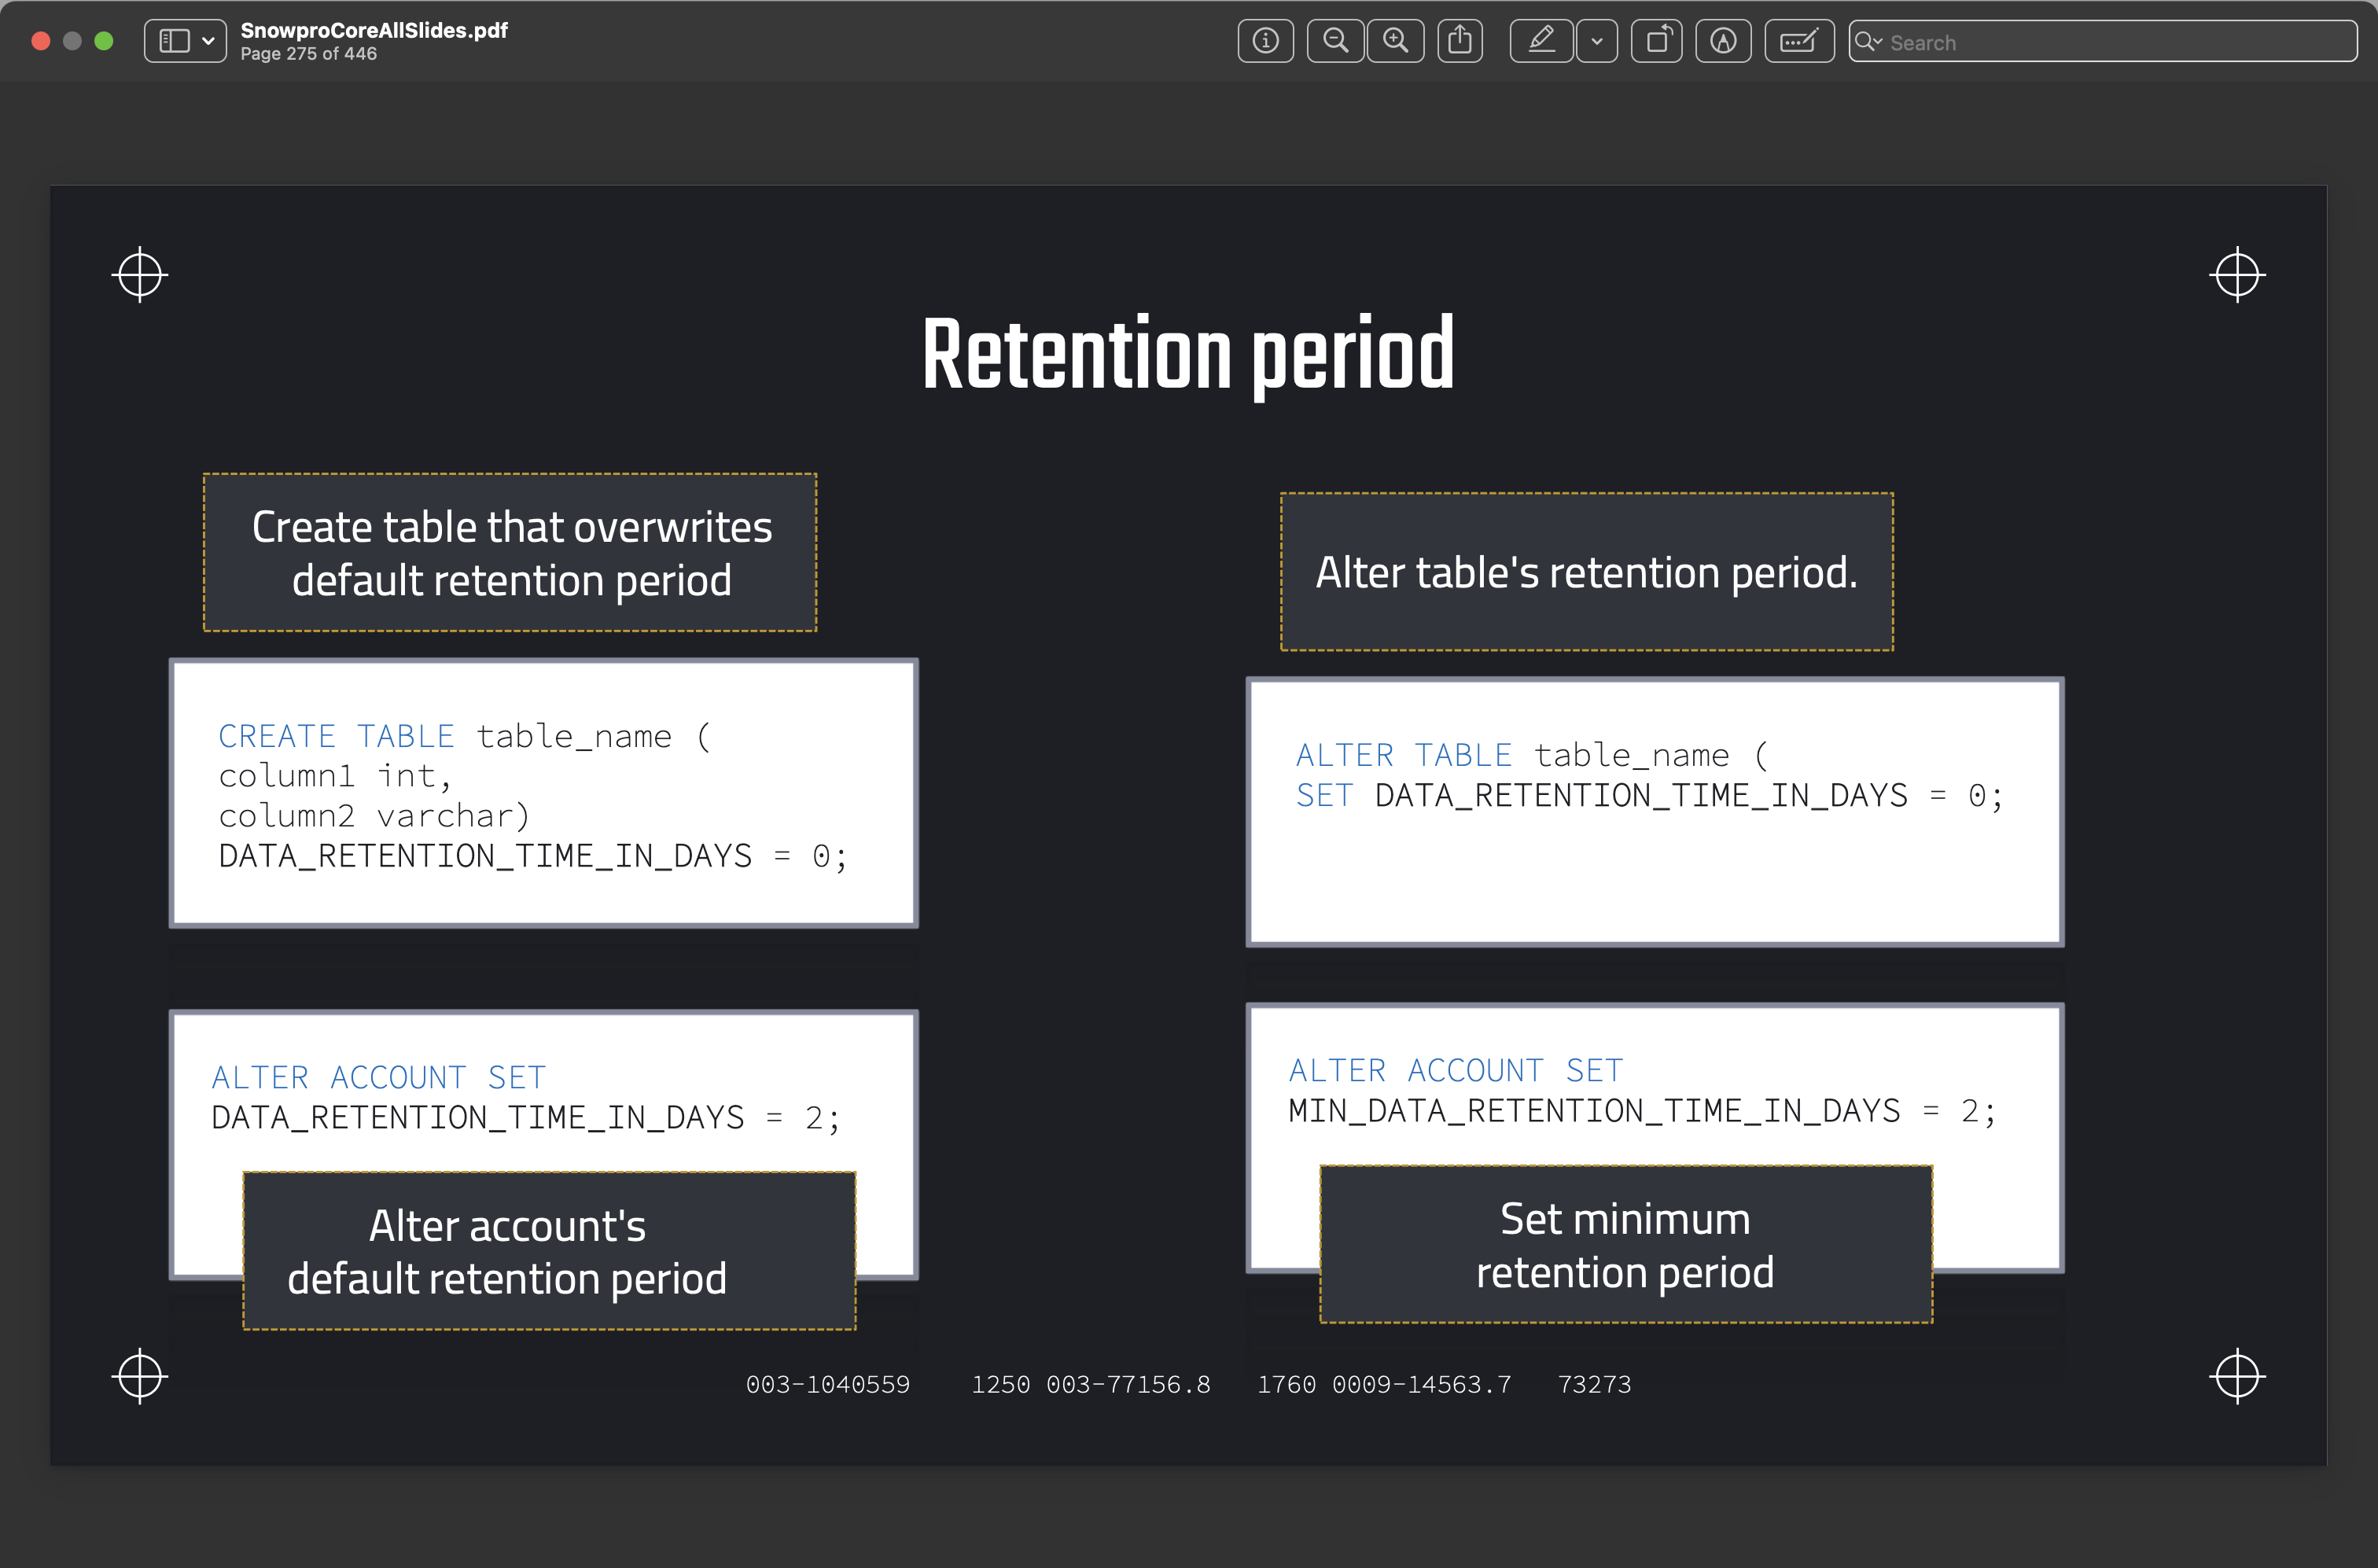 SnowproCoreAllSlides.pdf
Page 275 of 446
Search
Retention period
Create table that overwrites
default retention period
CREATE TABLE table_name (
column1 int,
column2 varchar)
DATA_RETENTION_TIME_IN_DAYS = 0;
Alter table's retention period.
ALTER TABLE table_name (
SET DATA_RETENTION_TIME_IN_DAYS = 0;
ALTER ACCOUNT SET
DATA_RETENTION_TIME_IN_DAYS = 2;
Alter account's
default retention period
ALTER ACCOUNT SET
MIN_DATA_RETENTION_TIME_IN_DAYS = 2;
Set minimum
retention period
003-1040559 1250 003-77156.8 1760 0009-14563.7 73273